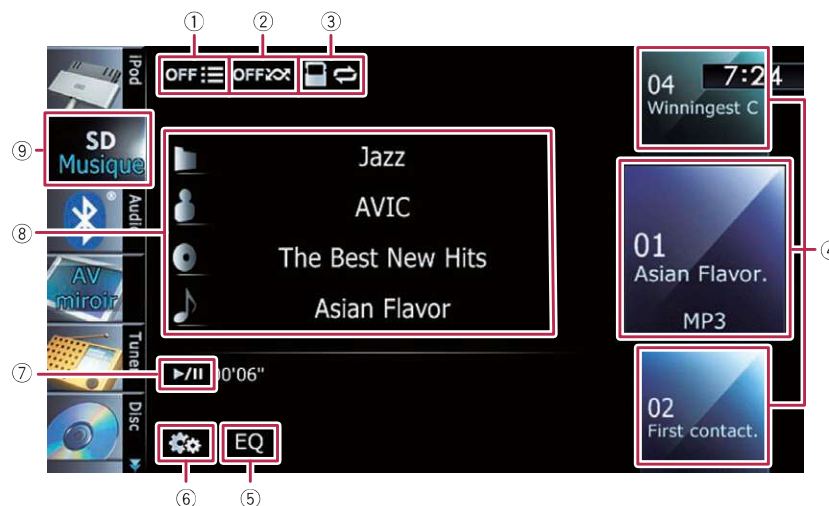 ① ② ③
iPod
OFF OFF
04 7:24
Winningest C
⑨ SD
Musique
Jazz
® Audio
⑧ AVIC
01 ④
Asian Flavor.
The Best New Hits
AV
miroir
MP3
Asian Flavor
Tuner
⑦ ►/II 00'06"
Disc
02
First contact.
EQ
⑥ ⑤